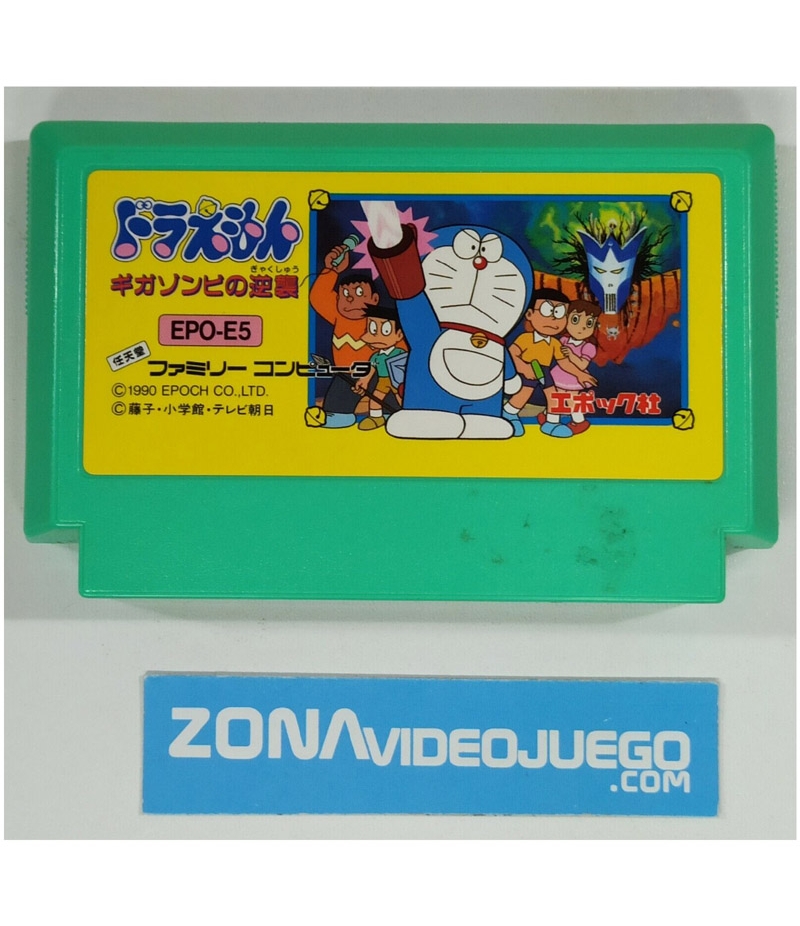 ドラえもん
ぎゃくしゅう
ギガゾンビの逆襲
EPO-E5
任天堂
ファミリー コンピュータ
©1990 EPOCH CO.,LTD.
©藤子・小学館・テレビ朝日
エポック社
ZONAVIDEOJUEGO
.COM